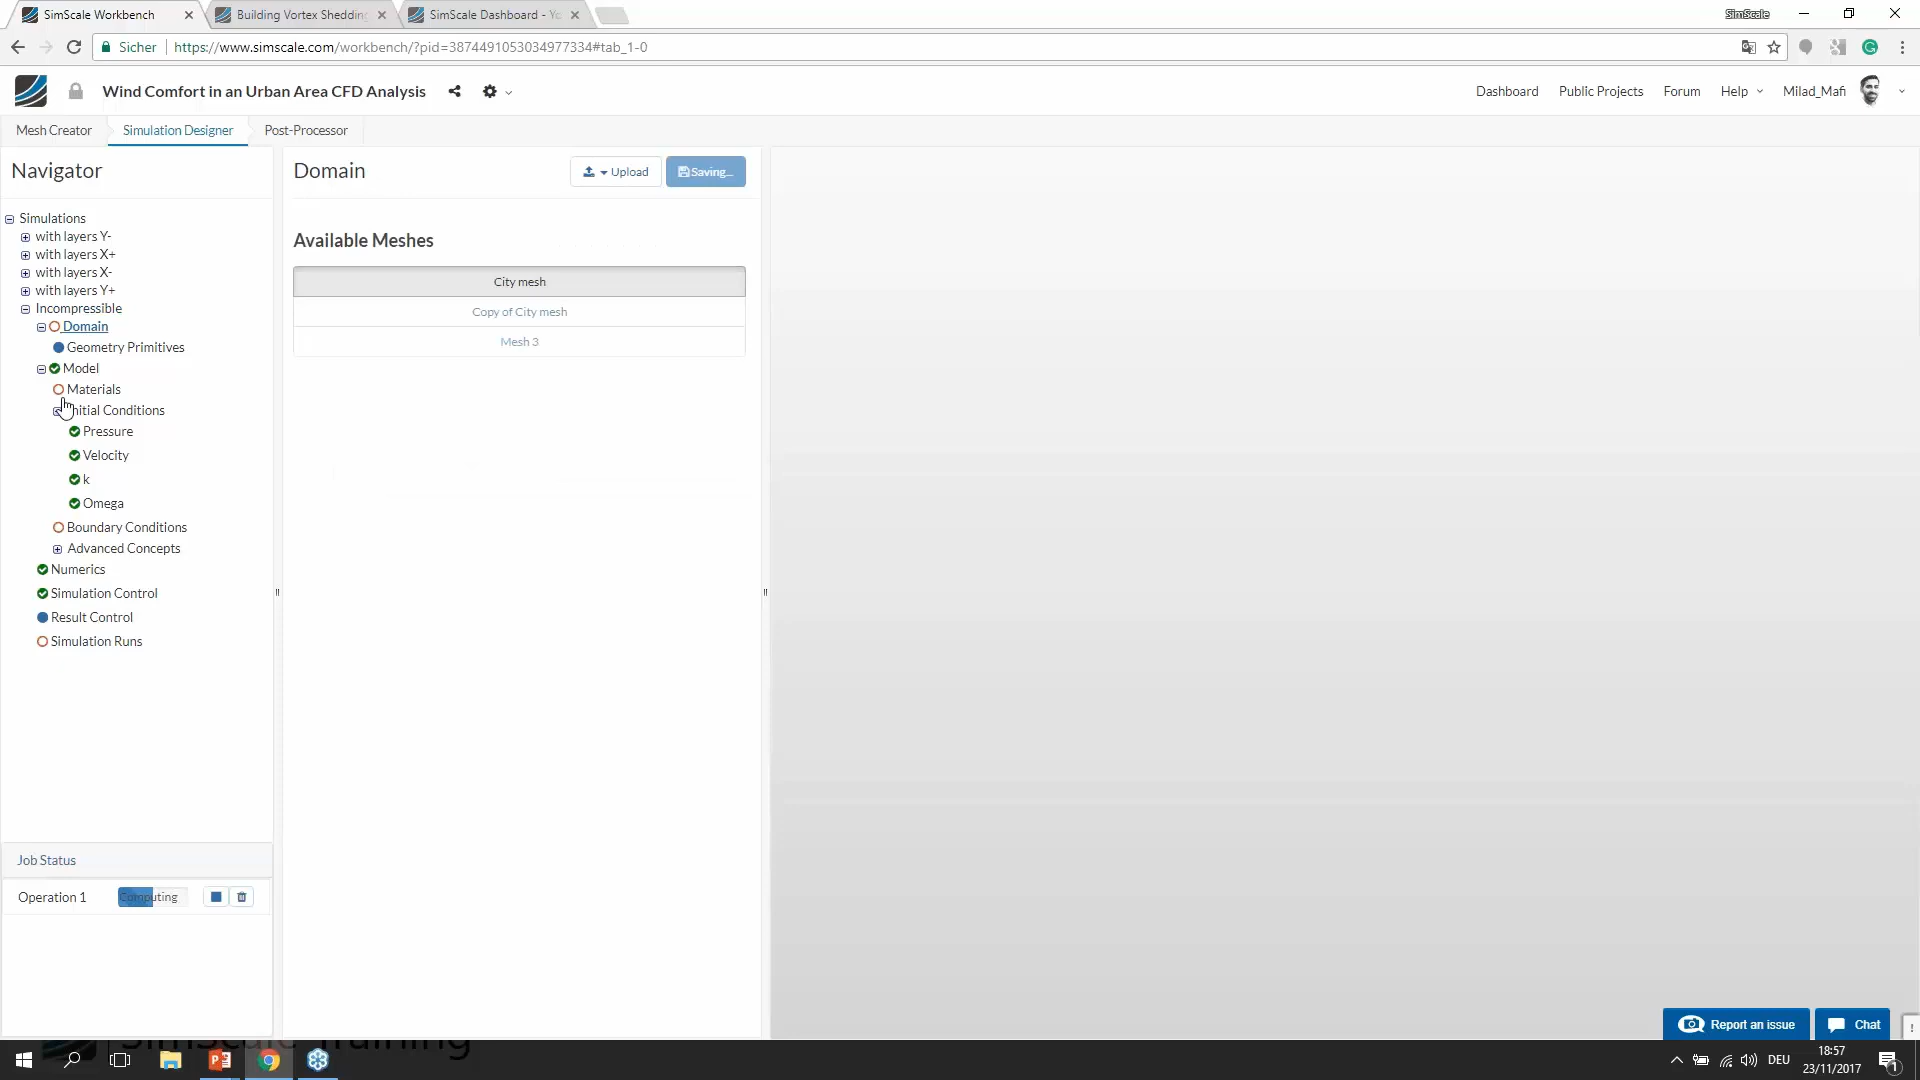 SimScale Workbench
Building Vortex Shedding
SimScale Dashboard - Yo
SimScale
Sicher
https://www.simscale.com/workbench/?pid=3874491053034977334#tab_1-0
Wind Comfort in an Urban Area CFD Analysis
Dashboard
Public Projects
Forum
Help
Milad_Mafi
Mesh Creator
Simulation Designer
Post-Processor
Navigator
Simulations
with layers Y-
with layers X+
with layers X-
with layers Y+
Incompressible
Domain
Geometry Primitives
Model
Materials
Initial Conditions
Pressure
Velocity
k
Omega
Boundary Conditions
Advanced Concepts
Numerics
Simulation Control
Result Control
Simulation Runs
Domain
Upload
Saving...
Available Meshes
City mesh
Copy of City mesh
Mesh 3
Job Status
Operation 1
Computing
Report an issue
Chat
SimScale Training
DEU
18:57
23/11/2017
1